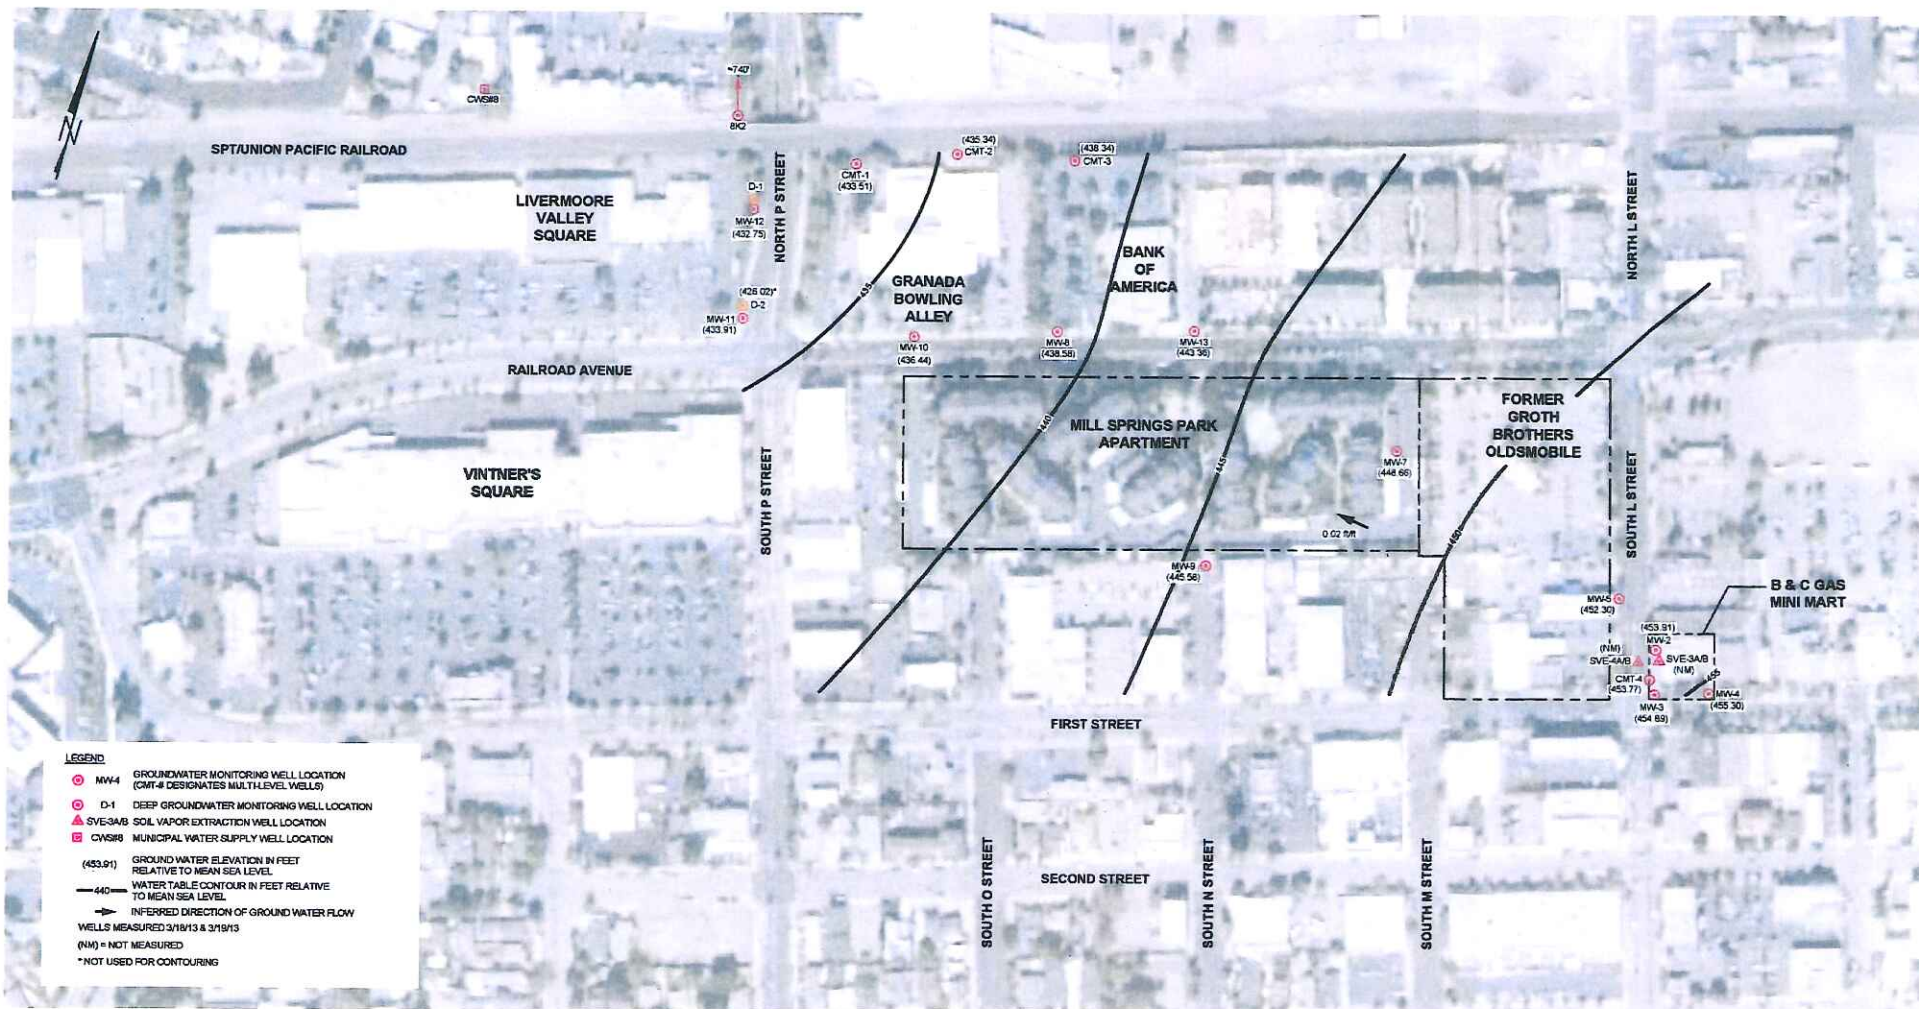 N
CWS#8
≈740'
8K2
SPT/UNION PACIFIC RAILROAD
LIVERMOORE
VALLEY
SQUARE
D-1
MW-12
(432.75)
NORTH P STREET
CMT-1
(433.51)
(435.34)
CMT-2
(438.34)
CMT-3
NORTH L STREET
BANK
OF
AMERICA
GRANADA
BOWLING
ALLEY
435
(426.02)*
D-2
MW-11
(433.91)
MW-10
(436.44)
MW-8
(438.58)
MW-13
(443.36)
RAILROAD AVENUE
MILL SPRINGS PARK
APARTMENT
440
445
FORMER
GROTH
BROTHERS
OLDSMOBILE
MW-7
(448.66)
VINTNER'S
SQUARE
SOUTH P STREET
0.02 ft/ft
450
SOUTH L STREET
MW-9
(445.56)
MW-5
(452.30)
B & C GAS
MINI MART
(453.91)
MW-2
(NM)
SVE-4A/B
SVE-3A/B
(NM)
CMT-4
(453.77)
455
MW-4
(455.30)
MW-3
(454.69)
FIRST STREET
SECOND STREET
SOUTH O STREET
SOUTH N STREET
SOUTH M STREET
LEGEND
MW-4 GROUNDWATER MONITORING WELL LOCATION
(CMT-# DESIGNATES MULTI-LEVEL WELLS)
D-1 DEEP GROUNDWATER MONITORING WELL LOCATION
SVE-3A/B SOIL VAPOR EXTRACTION WELL LOCATION
CWS#8 MUNICIPAL WATER SUPPLY WELL LOCATION
(453.91) GROUND WATER ELEVATION IN FEET
RELATIVE TO MEAN SEA LEVEL
440 WATER TABLE CONTOUR IN FEET RELATIVE
TO MEAN SEA LEVEL
INFERRED DIRECTION OF GROUND WATER FLOW
WELLS MEASURED 3/18/13 & 3/19/13
(NM) = NOT MEASURED
* NOT USED FOR CONTOURING